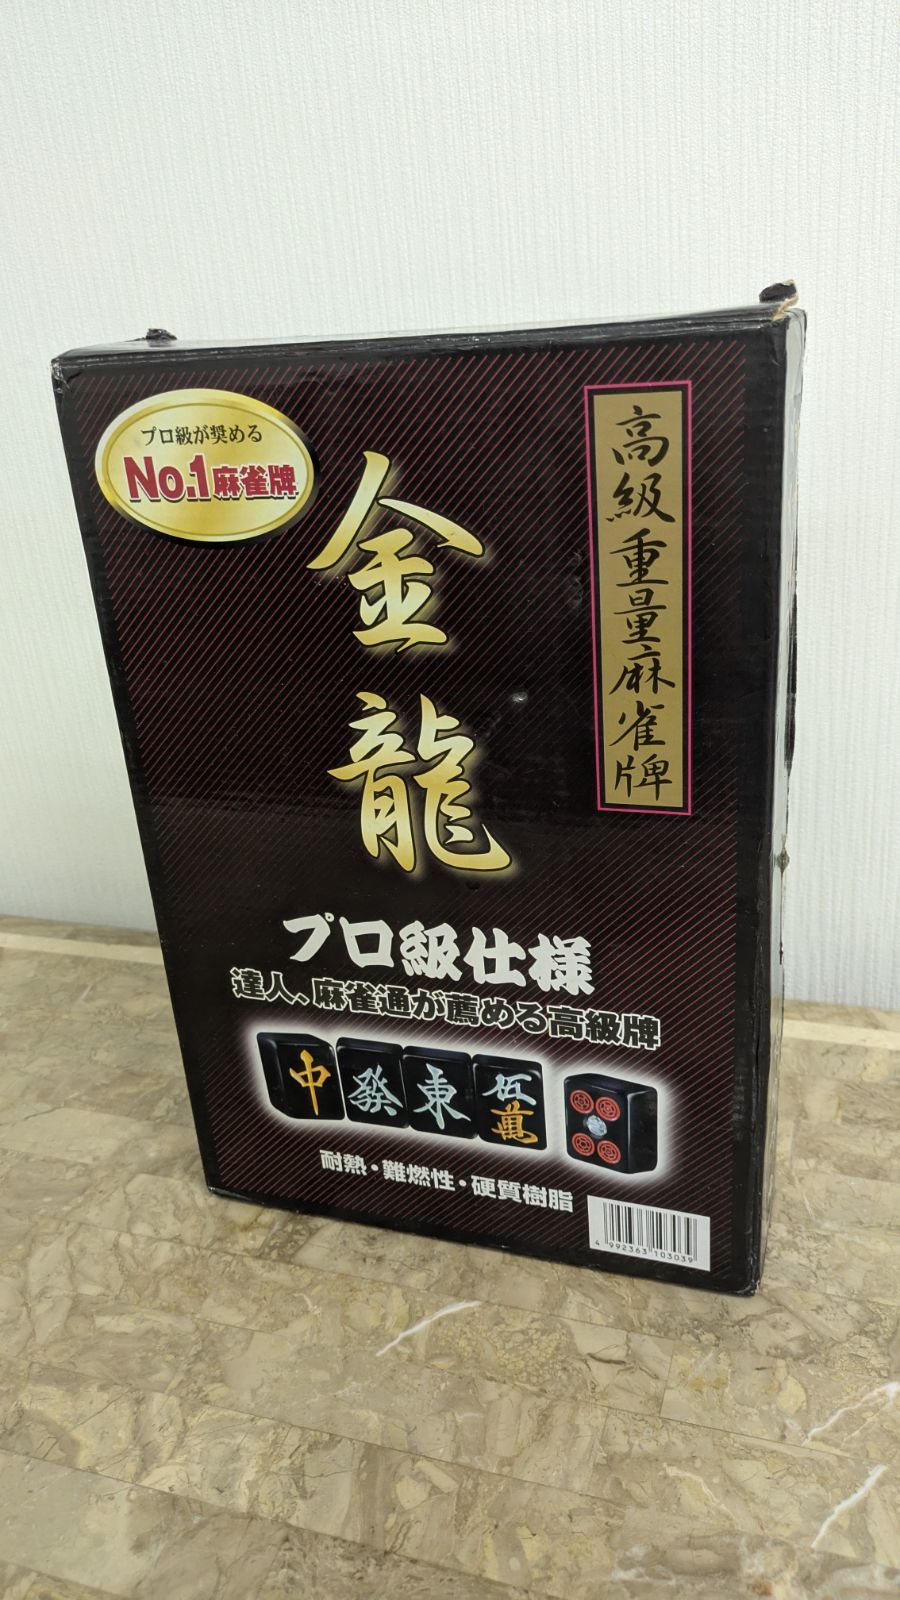 プロ級が奨める
No.1麻雀牌
高級重量麻雀牌
金龍
プロ級仕様
達人、麻雀通が薦める高級牌
中
發
東
伍萬
耐熱・難燃性・硬質樹脂
4 992363 103039